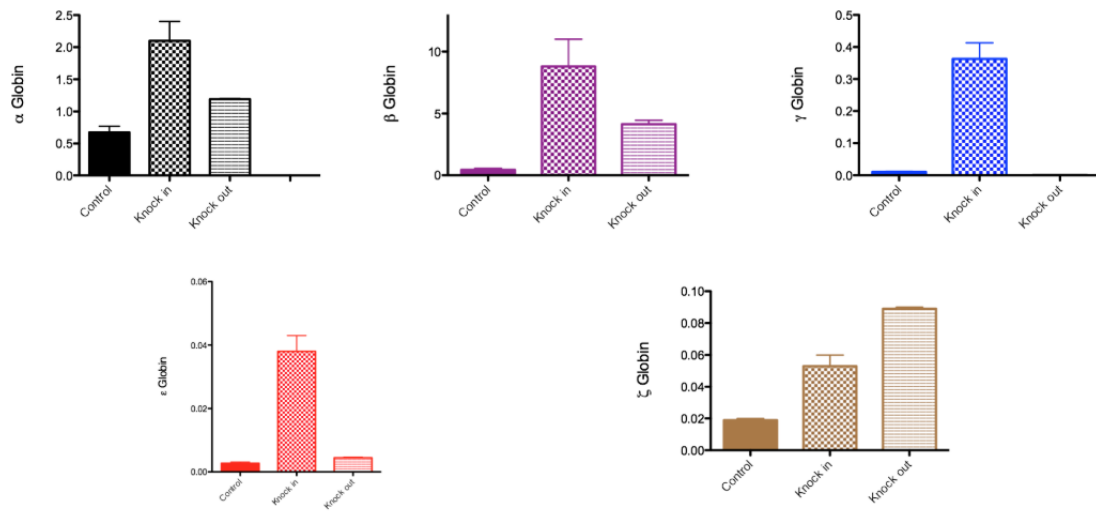 α Globin
2.5
2.0
1.5
1.0
0.5
0.0
Control
Knock in
Knock out
β Globin
10
5
0
Control
Knock in
Knock out
γ Globin
0.5
0.4
0.3
0.2
0.1
0.0
Control
Knock in
Knock out
ε Globin
0.06
0.04
0.02
0.00
Control
Knock in
Knock out
ζ Globin
0.10
0.08
0.06
0.04
0.02
0.00
Control
Knock in
Knock out